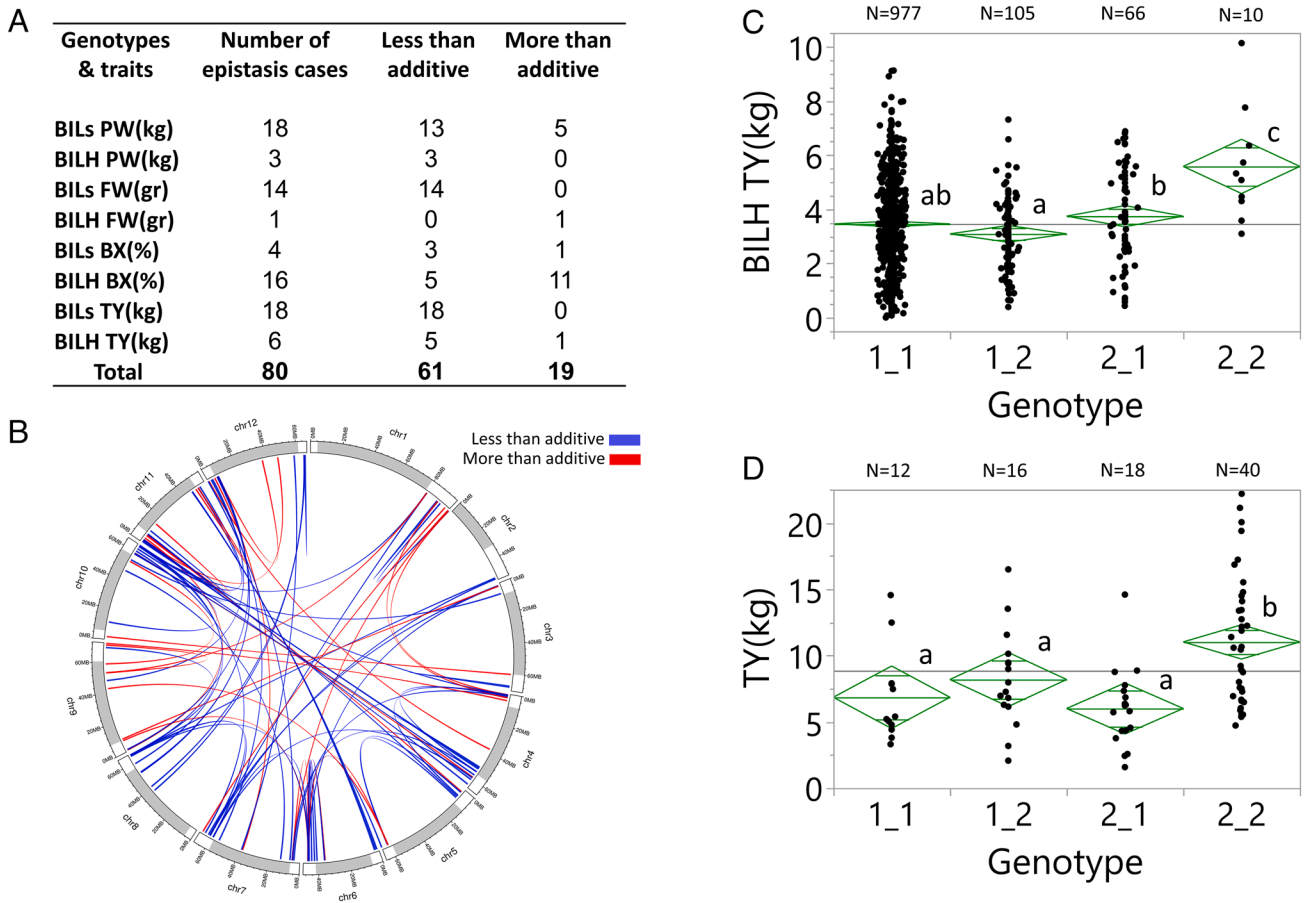 A
Genotypes & traits
Number of epistasis cases
Less than additive
More than additive
BILs PW(kg) 18 13 5
BILH PW(kg) 3 3 0
BILs FW(gr) 14 14 0
BILH FW(gr) 1 0 1
BILs BX(%) 4 3 1
BILH BX(%) 16 5 11
BILs TY(kg) 18 18 0
BILH TY(kg) 6 5 1
Total 80 61 19
B
Less than additive
More than additive
chr1
chr2
chr3
chr4
chr5
chr6
chr7
chr8
chr9
chr10
chr11
chr12
C
N=977 N=105 N=66 N=10
BILH TY(kg)
10
8
6
4
2
0
ab
a
b
c
1_1 1_2 2_1 2_2
Genotype
D
N=12 N=16 N=18 N=40
TY(kg)
20
15
10
5
0
a
a
a
b
1_1 1_2 2_1 2_2
Genotype